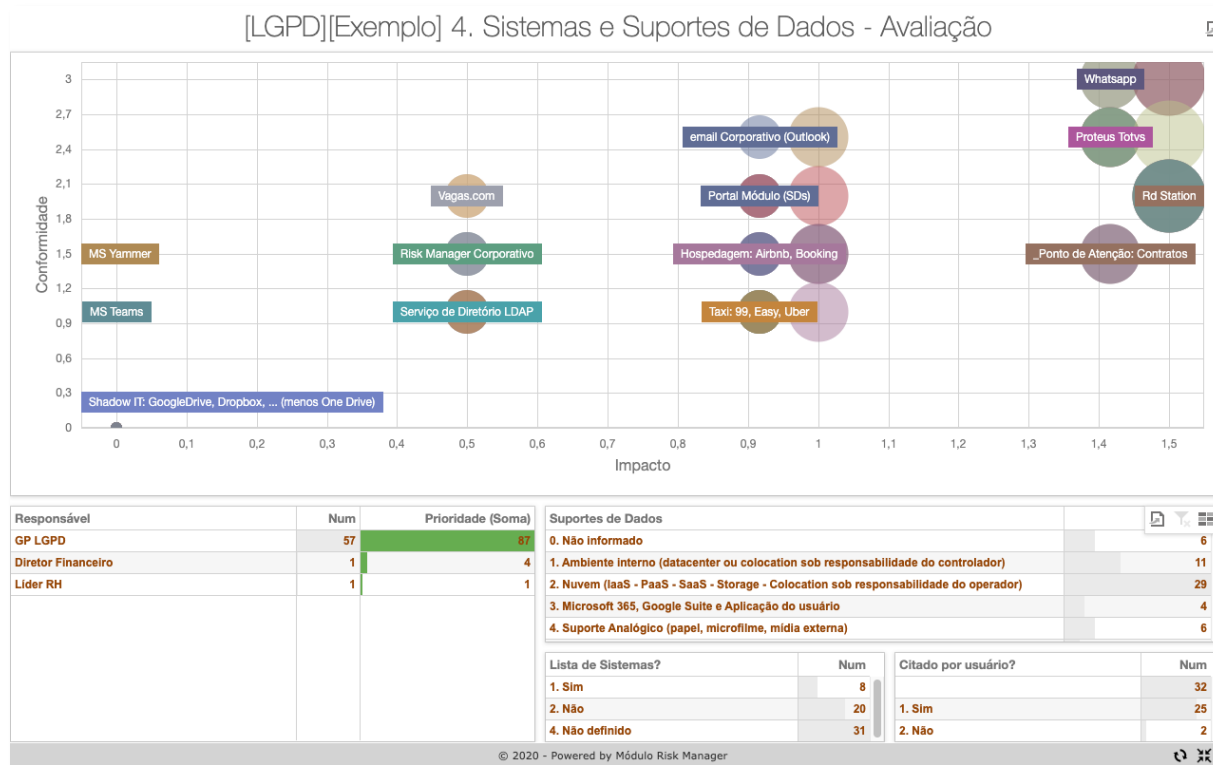 [LGPD][Exemplo] 4. Sistemas e Suportes de Dados - Avaliação
Conformidade
3
Whatsapp
2,7
email Corporativo (Outlook)
Proteus Totvs
2,4
2,1
Vagas.com
Portal Módulo (SDs)
Rd Station
1,8
1,5
MS Yammer
Risk Manager Corporativo
Hospedagem: Airbnb, Booking
_Ponto de Atenção: Contratos
1,2
0,9
MS Teams
Serviço de Diretório LDAP
Taxi: 99, Easy, Uber
0,6
0,3
Shadow IT: GoogleDrive, Dropbox, ... (menos One Drive)
0
0 0,1 0,2 0,3 0,4 0,5 0,6 0,7 0,8 0,9 1 1,1 1,2 1,3 1,4 1,5
Impacto
Responsável Num Prioridade (Soma)
GP LGPD 57 87
Diretor Financeiro 1 4
Líder RH 1 1
Suportes de Dados
0. Não informado 6
1. Ambiente interno (datacenter ou colocation sob responsabilidade do controlador) 11
2. Nuvem (IaaS - PaaS - SaaS - Storage - Colocation sob responsabilidade do operador) 29
3. Microsoft 365, Google Suite e Aplicação do usuário 4
4. Suporte Analógico (papel, microfilme, mídia externa) 6
Lista de Sistemas? Num
1. Sim 8
2. Não 20
4. Não definido 31
Citado por usuário? Num
32
1. Sim 25
2. Não 2
© 2020 - Powered by Módulo Risk Manager